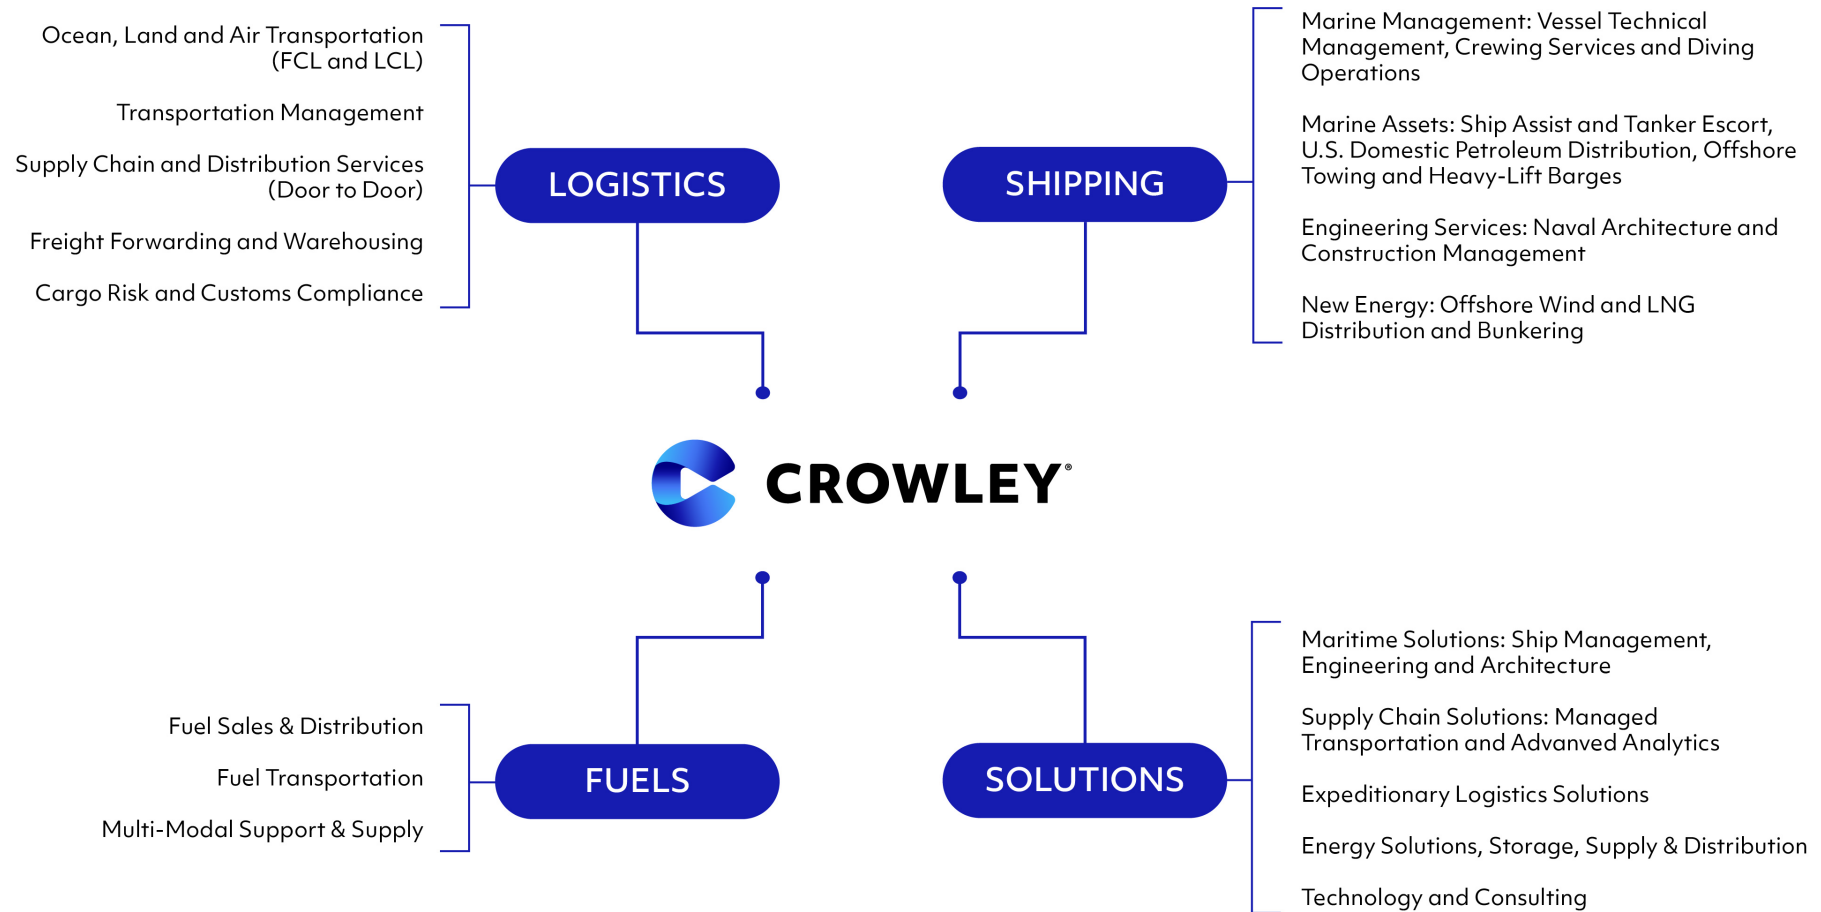 Ocean, Land and Air Transportation
(FCL and LCL)
Transportation Management
Supply Chain and Distribution Services
(Door to Door)
Freight Forwarding and Warehousing
Cargo Risk and Customs Compliance
LOGISTICS
SHIPPING
Marine Management: Vessel Technical
Management, Crewing Services and Diving
Operations
Marine Assets: Ship Assist and Tanker Escort,
U.S. Domestic Petroleum Distribution, Offshore
Towing and Heavy-Lift Barges
Engineering Services: Naval Architecture and
Construction Management
New Energy: Offshore Wind and LNG
Distribution and Bunkering
CROWLEY®
Fuel Sales & Distribution
Fuel Transportation
Multi-Modal Support & Supply
FUELS
SOLUTIONS
Maritime Solutions: Ship Management,
Engineering and Architecture
Supply Chain Solutions: Managed
Transportation and Advanved Analytics
Expeditionary Logistics Solutions
Energy Solutions, Storage, Supply & Distribution
Technology and Consulting